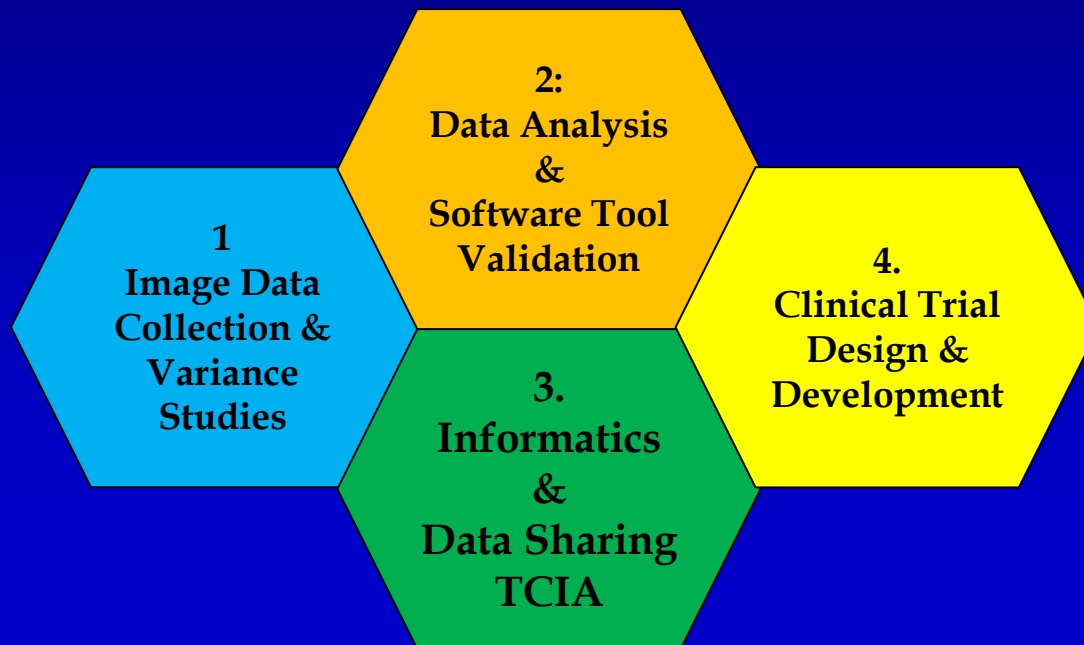 1
Image Data
Collection &
Variance
Studies
2:
Data Analysis
&
Software Tool
Validation
3.
Informatics
&
Data Sharing
TCIA
4.
Clinical Trial
Design &
Development